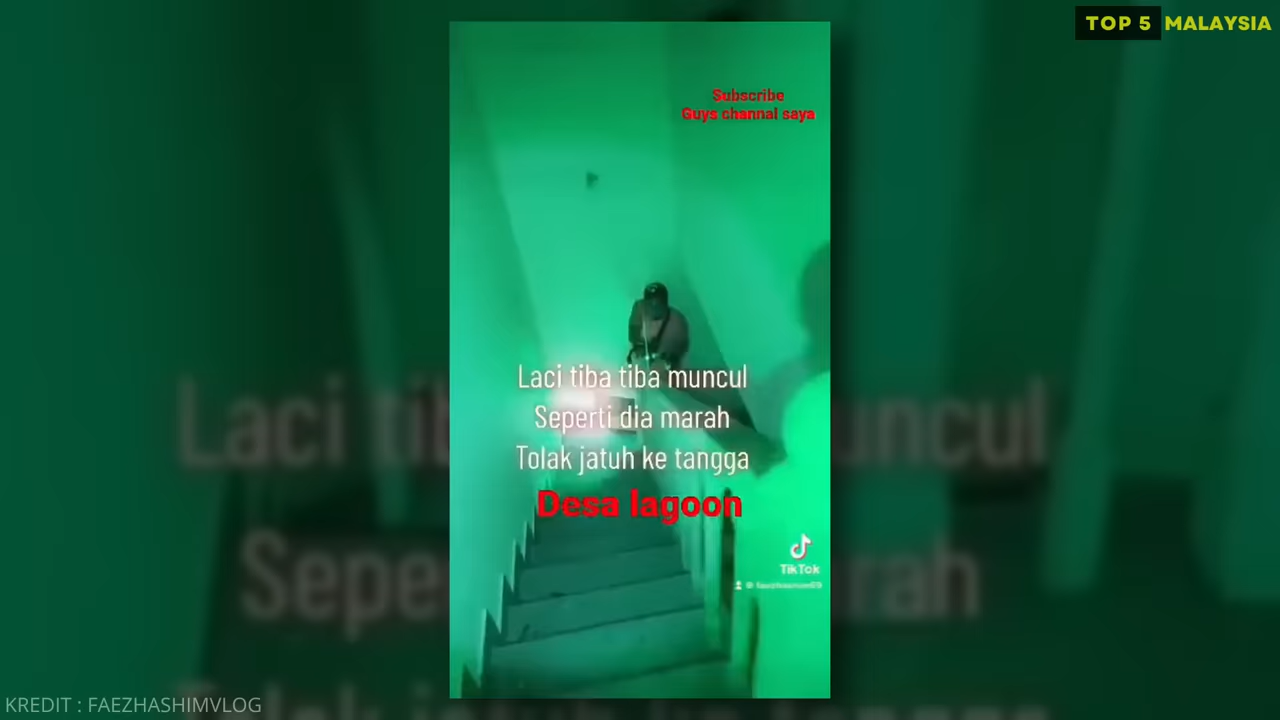 TOP 5 MALAYSIA
Subscribe
Guys channal saya
Laci tiba tiba muncul
Seperti dia marah
Tolak jatuh ke tangga
Desa lagoon
TikTok
KREDIT : FAEZHASHIMVLOG